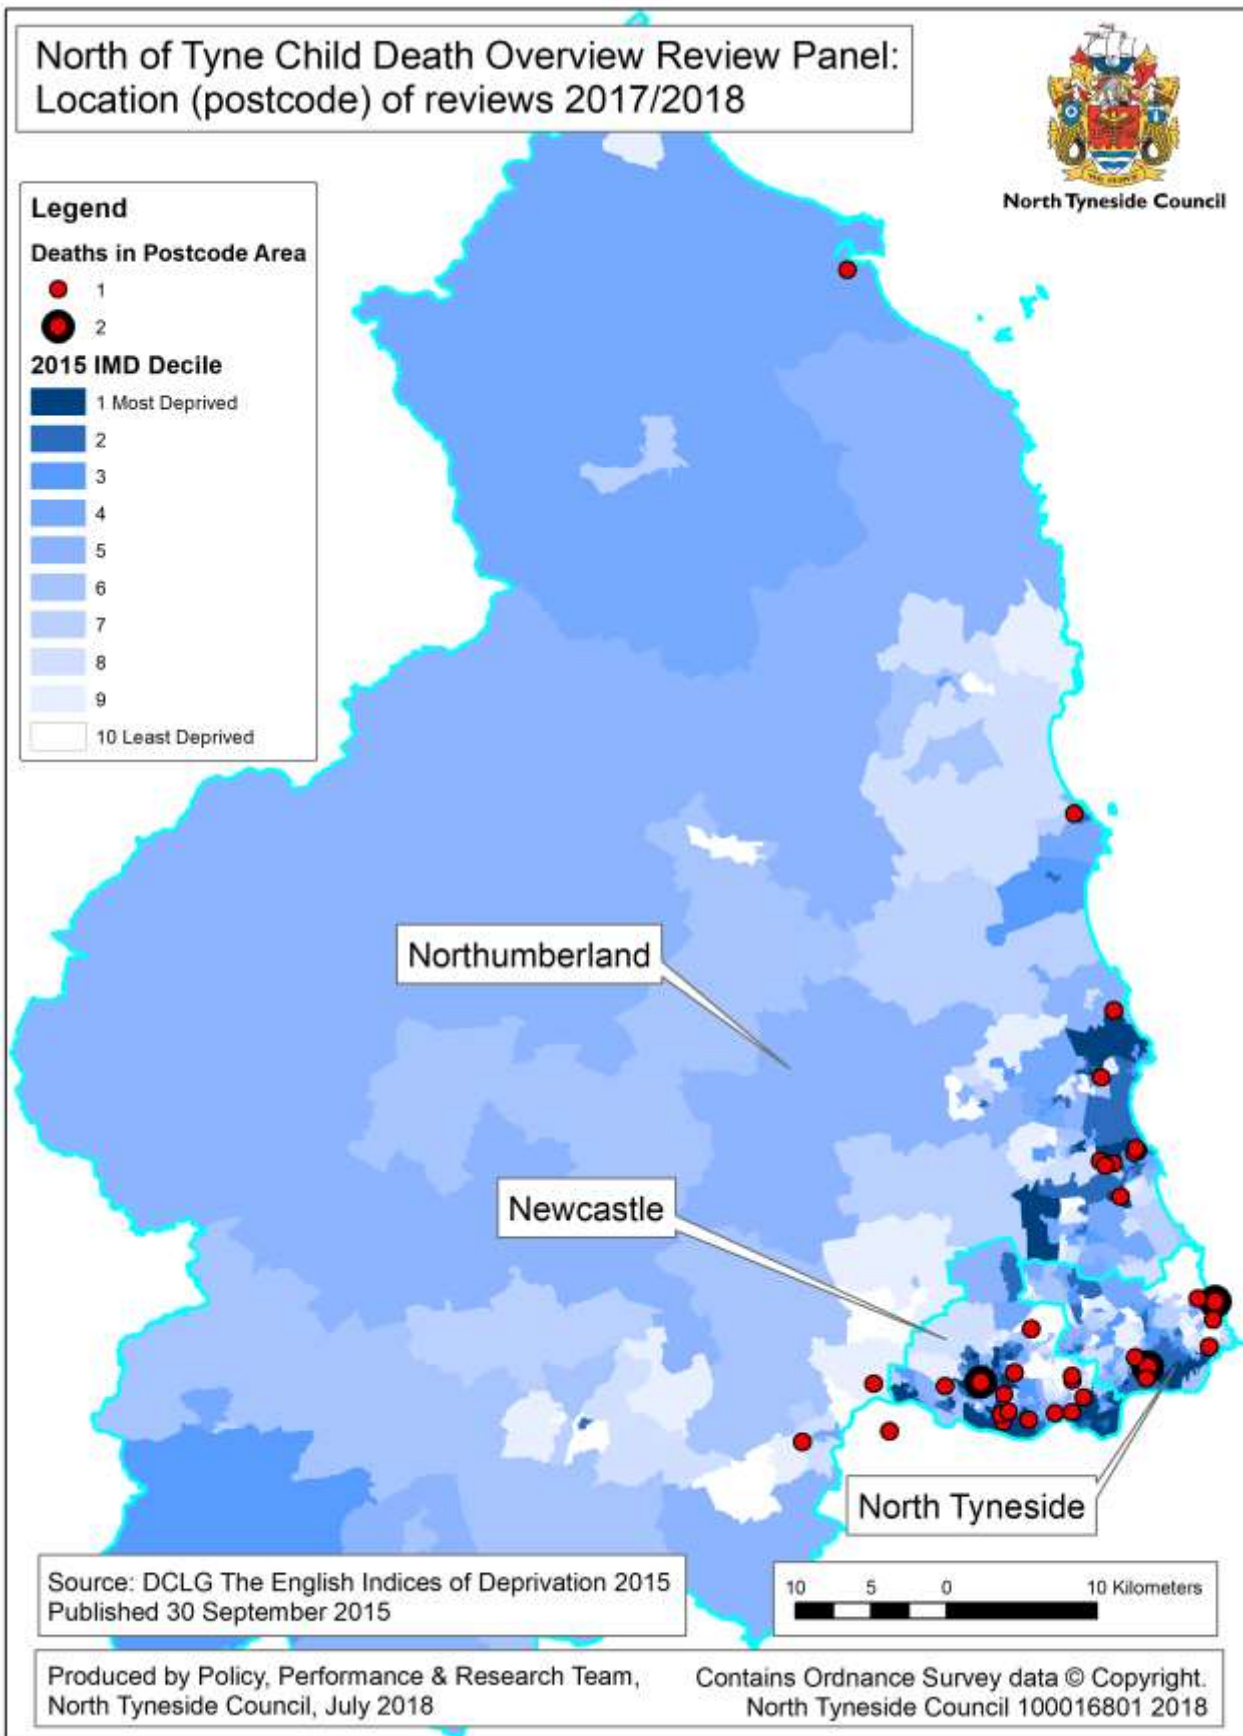 North of Tyne Child Death Overview Review Panel:
Location (postcode) of reviews 2017/2018
North Tyneside Council
Legend
Deaths in Postcode Area
1
2
2015 IMD Decile
1 Most Deprived
2
3
4
5
6
7
8
9
10 Least Deprived
Northumberland
Newcastle
North Tyneside
Source: DCLG The English Indices of Deprivation 2015
Published 30 September 2015
10 5 0 10 Kilometers
Produced by Policy, Performance & Research Team,
North Tyneside Council, July 2018
Contains Ordnance Survey data © Copyright.
North Tyneside Council 100016801 2018